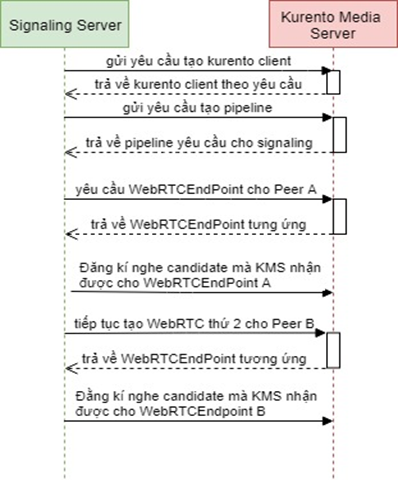 Signaling Server
Kurento Media
Server
gửi yêu cầu tạo kurento client
trả về kurento client theo yêu cầu
gửi yêu cầu tạo pipeline
trả về pipeline yêu cầu cho signaling
yêu cầu WebRTCEndPoint cho Peer A
trả về WebRTCEndPoint tưng ứng
Đăng kí nghe candidate mà KMS nhận
được cho WebRTCEndPoint A
tiếp tục tạo WebRTC thứ 2 cho Peer B
trả về WebRTCEndPoint tương ứng
Đằng kí nghe candidate mà KMS nhận
được cho WebRTCEndpoint B